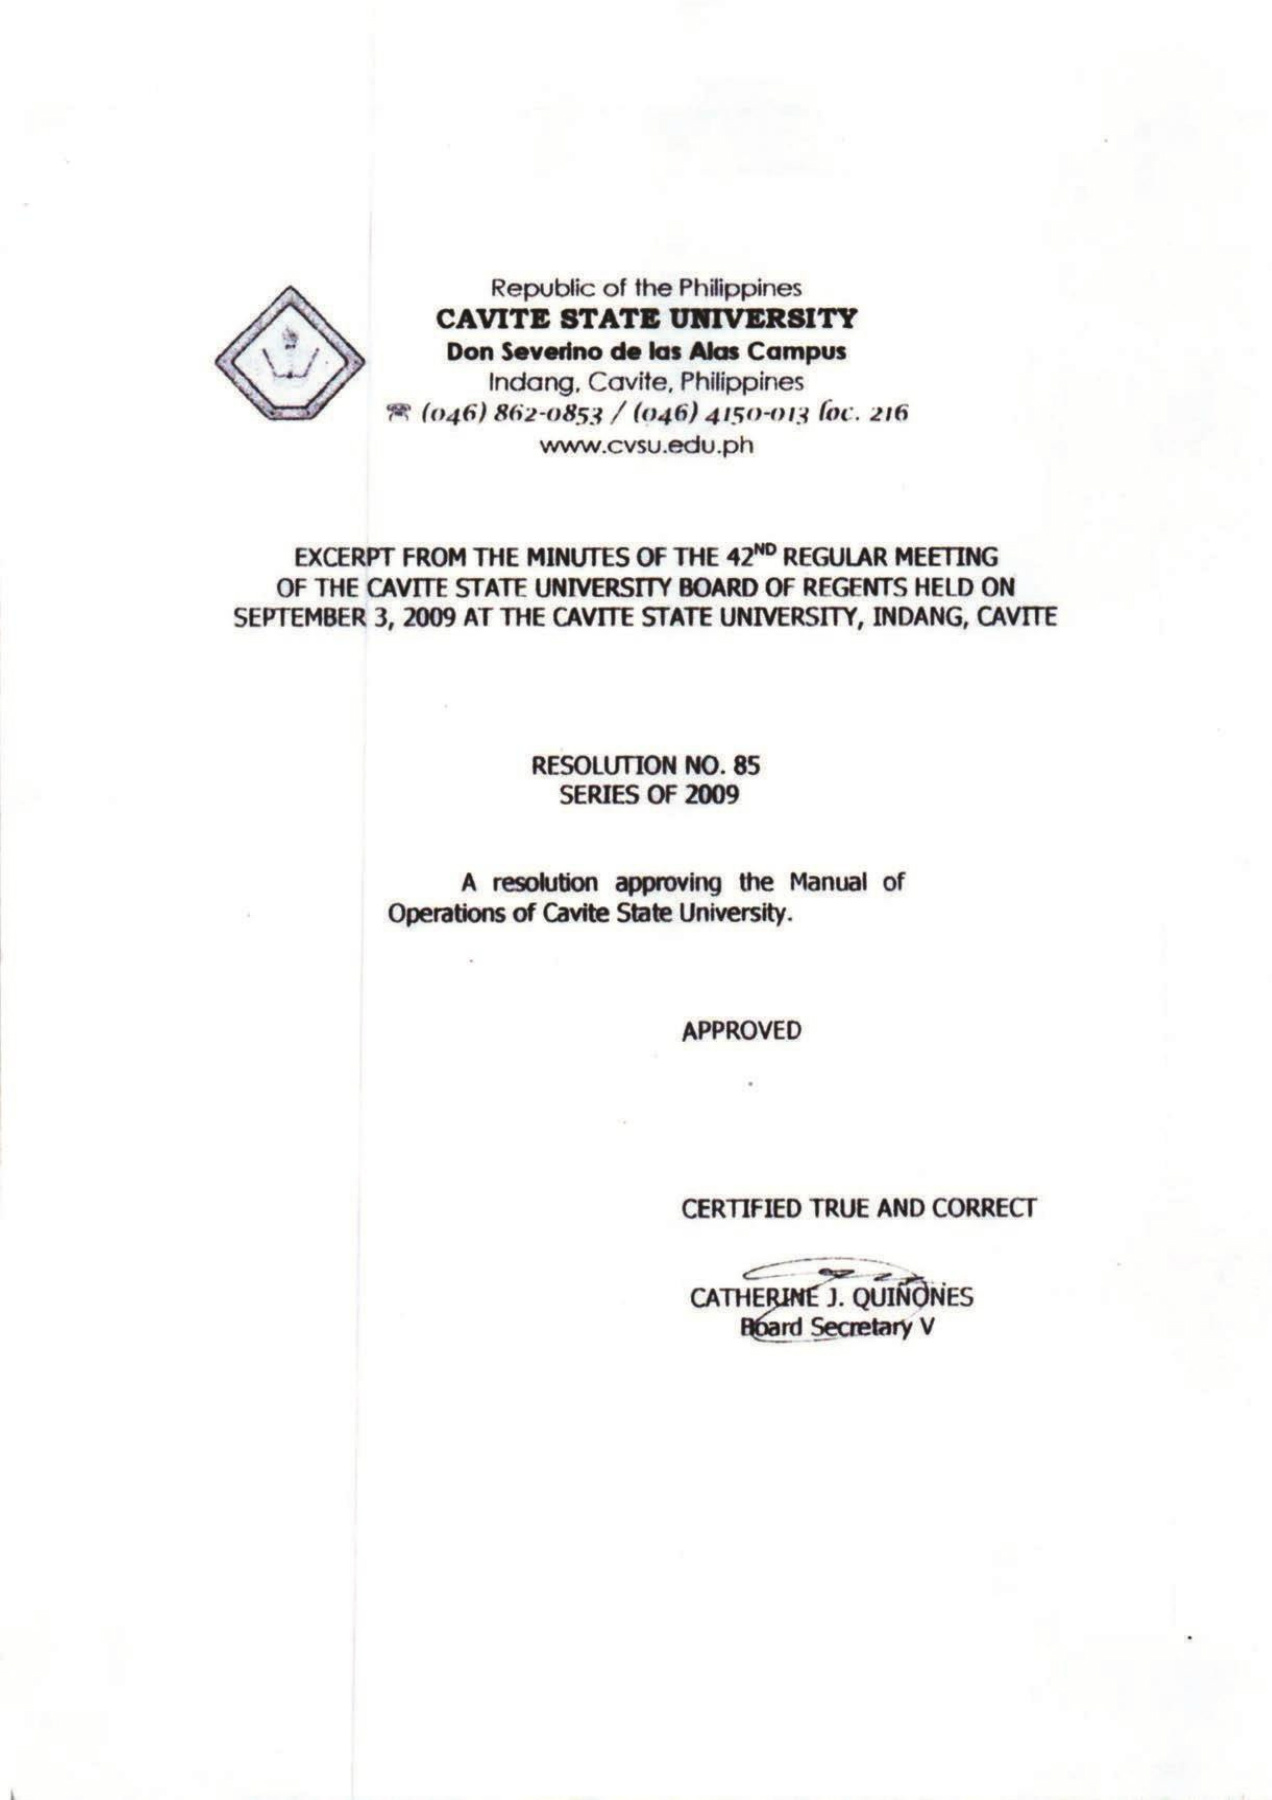 Republic of the Philippines
CAVITE STATE UNIVERSITY
Don Severino de las Alas Campus
Indang, Cavite, Philippines
☏ (046) 862-0853 / (046) 4150-013 loc. 216
www.cvsu.edu.ph
EXCERPT FROM THE MINUTES OF THE 42ND REGULAR MEETING
OF THE CAVITE STATE UNIVERSITY BOARD OF REGENTS HELD ON
SEPTEMBER 3, 2009 AT THE CAVITE STATE UNIVERSITY, INDANG, CAVITE
RESOLUTION NO. 85
SERIES OF 2009
A resolution approving the Manual of
Operations of Cavite State University.
APPROVED
CERTIFIED TRUE AND CORRECT
CATHERINE J. QUIÑONES
Board Secretary V